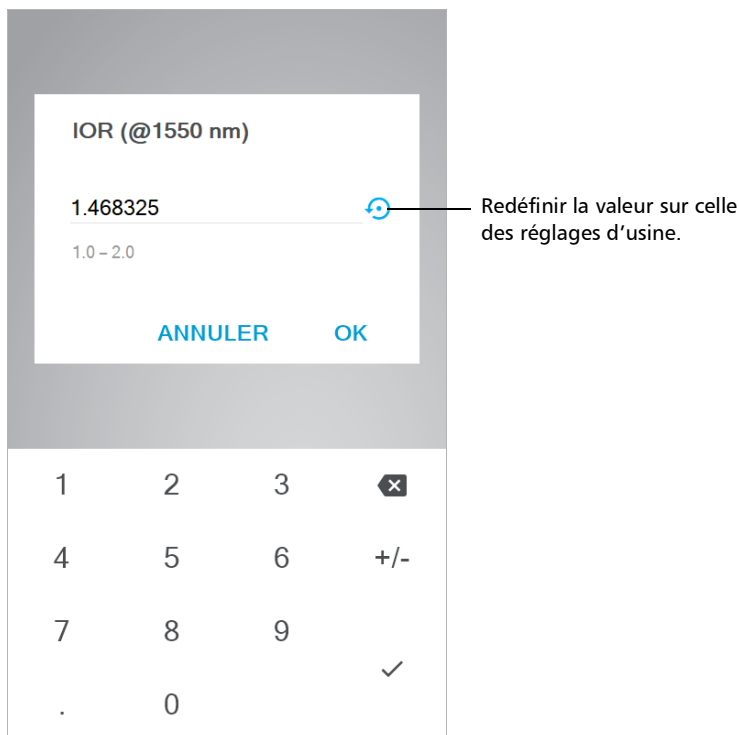 IOR (@1550 nm)
1.468325
1.0 – 2.0
ANNULER OK
Redéfinir la valeur sur celle
des réglages d’usine.
1 2 3
4 5 6 +/-
7 8 9
. 0